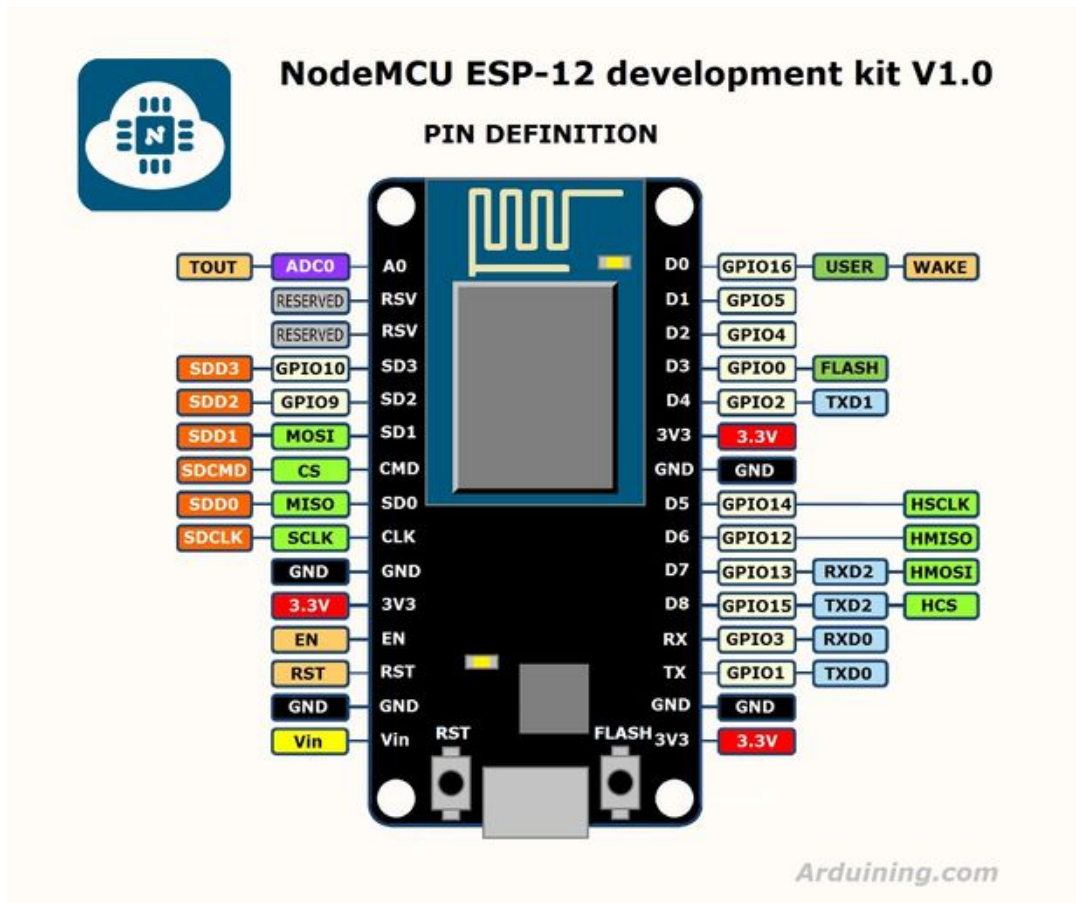 NodeMCU ESP-12 development kit V1.0
PIN DEFINITION
TOUT ADC0 A0 D0 GPIO16 USER WAKE
RESERVED RSV D1 GPIO5
RESERVED RSV D2 GPIO4
SDD3 GPIO10 SD3 D3 GPIO0 FLASH
SDD2 GPIO9 SD2 D4 GPIO2 TXD1
SDD1 MOSI SD1 3V3 3.3V
SDCMD CS CMD GND GND
SDD0 MISO SD0 D5 GPIO14 HSCLK
SDCLK SCLK CLK D6 GPIO12 HMISO
GND GND D7 GPIO13 RXD2 HMOSI
3.3V 3V3 D8 GPIO15 TXD2 HCS
EN EN RX GPIO3 RXD0
RST RST TX GPIO1 TXD0
GND GND GND GND
Vin Vin RST FLASH 3V3 3.3V
Arduining.com